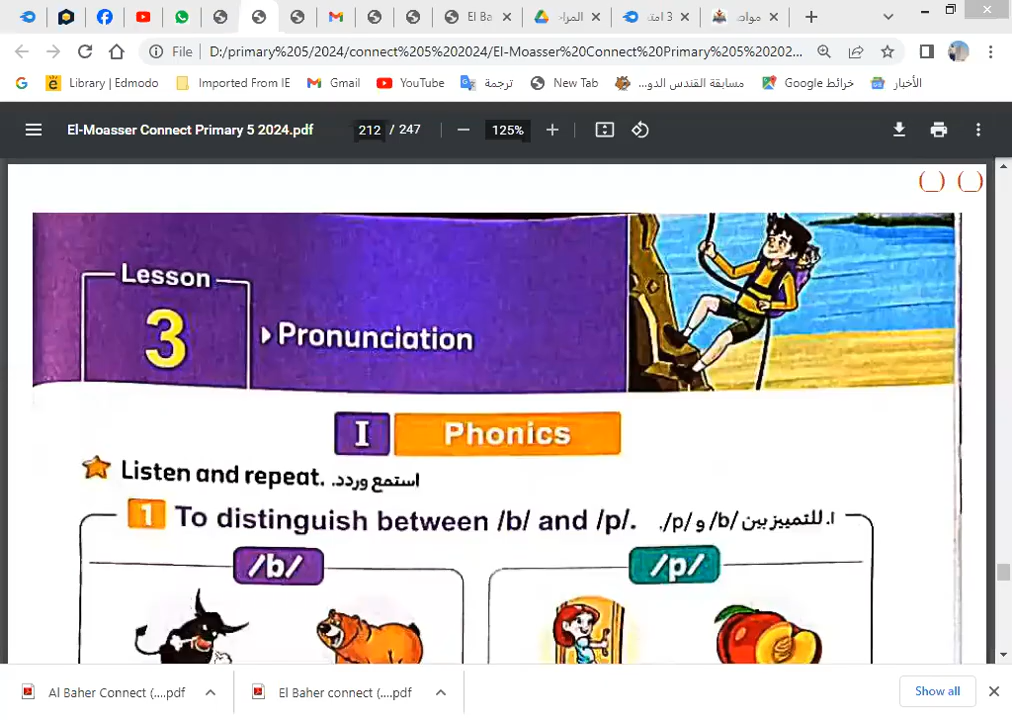 El Ba
المراء
3 امت
مواد
File
D:/primary%205/2024/connect%205%202024/El-Moasser%20Connect%20Primary%205%20202...
Library | Edmodo
Imported From IE
Gmail
YouTube
ترجمة
New Tab
مسابقة القندس الدو...
خرائط Google
الأخبار
El-Moasser Connect Primary 5 2024.pdf
212 / 247
125%
(_) (_)
Lesson
3
Pronunciation
I Phonics
Listen and repeat. استمع وردد.
1 To distinguish between /b/ and /p/. ١. للتمييز بين /b/ و /p/.
/b/ /p/
Al Baher Connect (....pdf
El Baher connect (....pdf
Show all